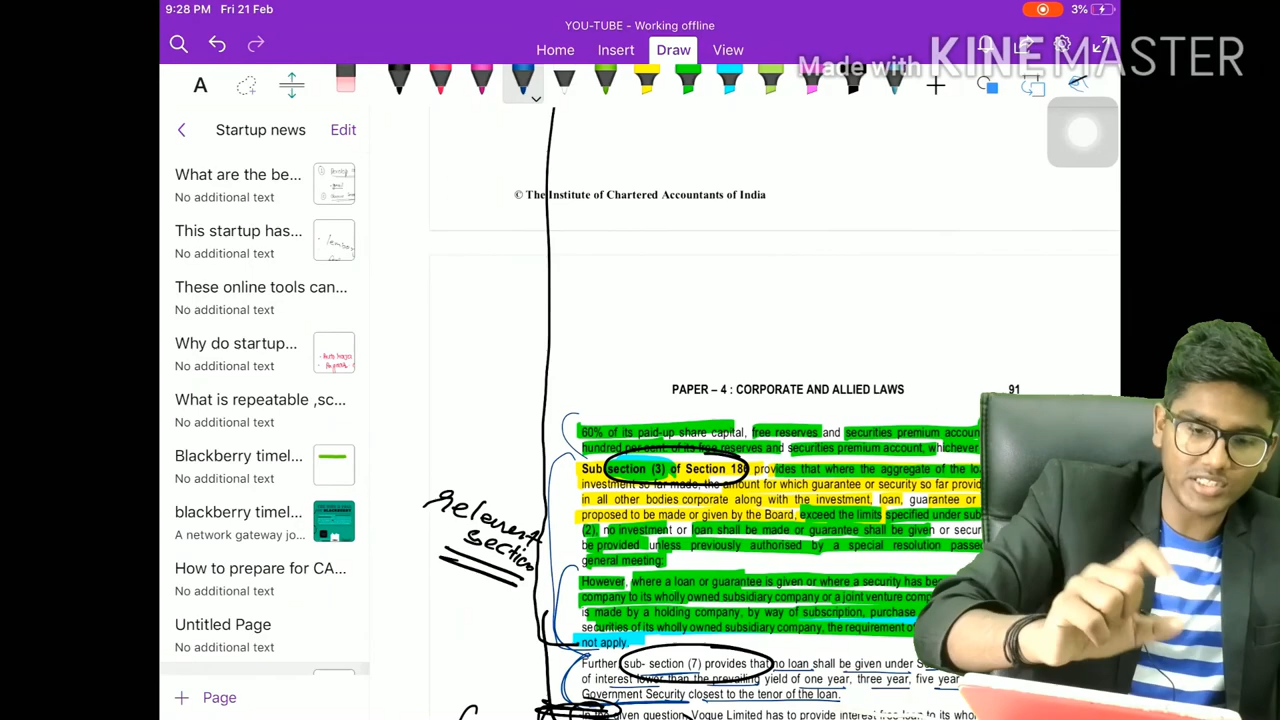 9:28 PM Fri 21 Feb
3%
YOU-TUBE - Working offline
Home Insert Draw View
Made with KINEMASTER
A
Startup news Edit
What are the be...
No additional text
This startup has...
No additional text
These online tools can...
No additional text
Why do startup...
No additional text
What is repeatable ,sc...
No additional text
Blackberry timel...
No additional text
blackberry timel...
A network gateway jo...
How to prepare for CA...
No additional text
Untitled Page
No additional text
Page
© The Institute of Chartered Accountants of India
PAPER – 4 : CORPORATE AND ALLIED LAWS 91
60% of its paid-up share capital, free reserves and securities premium accoun
hundred per cent of its free reserves and securities premium account, whichever
Sub section (3) of Section 186 provides that where the aggregate of the lo
investment so far made, the amount for which guarantee or security so far provid
in all other bodies corporate along with the investment, loan, guarantee or
proposed to be made or given by the Board, exceed the limits specified under sub
(2), no investment or loan shall be made or guarantee shall be given or secur
be provided unless previously authorised by a special resolution passe
general meeting:
relevant
section
However, where a loan or guarantee is given or where a security has be
company to its wholly owned subsidiary company or a joint venture comp
is made by a holding company, by way of subscription, purchase
securities of its wholly owned subsidiary company, the requirement of
not apply.
Further sub- section (7) provides that no loan shall be given under S
of interest lower than the prevailing yield of one year, three year, five year
Government Security closest to the tenor of the loan.
In the given question, Vogue Limited has to provide interest free loan to its who